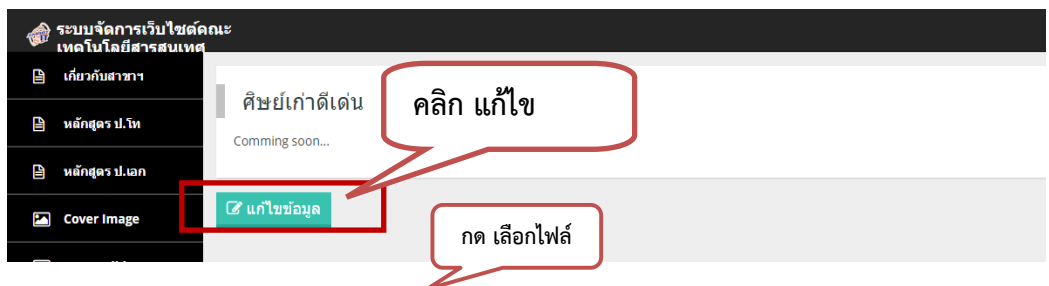 ระบบจัดการเว็บไซต์คณะ
เทคโนโลยีสารสนเทศ
เกี่ยวกับสาขาฯ
ศิษย์เก่าดีเด่น
คลิก แก้ไข
หลักสูตร ป.โท
Comming soon...
หลักสูตร ป.เอก
แก้ไขข้อมูล
Cover Image
กด เลือกไฟล์